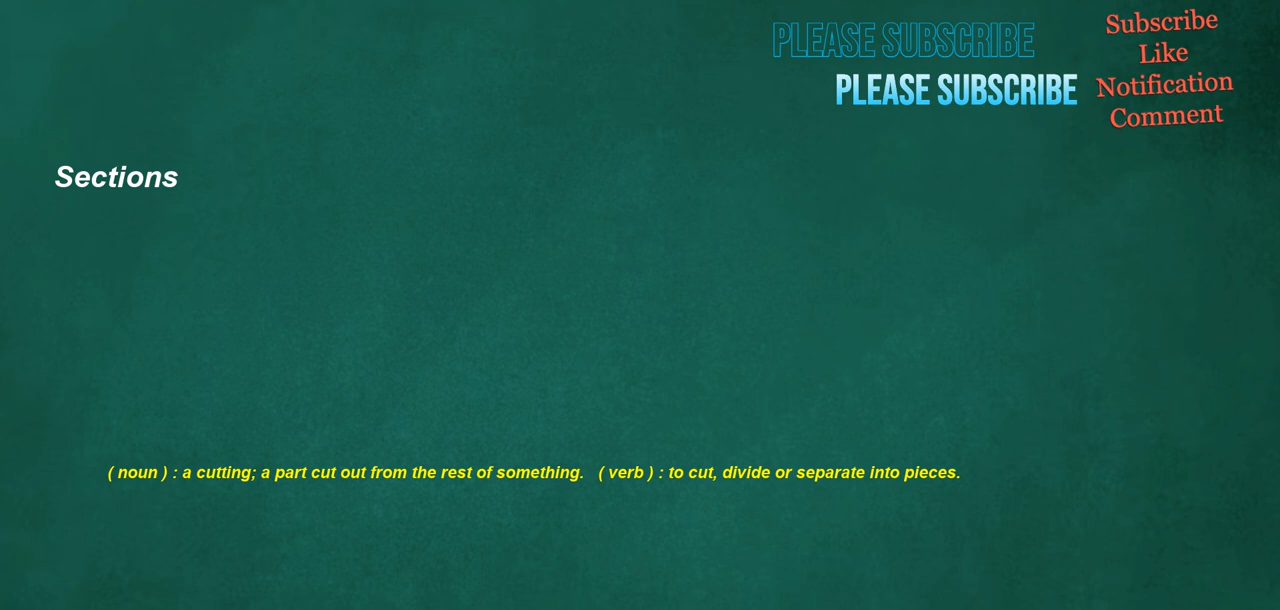 PLEASE SUBSCRIBE
PLEASE SUBSCRIBE
Subscribe
Like
Notification
Comment
Sections
( noun ) : a cutting; a part cut out from the rest of something.   ( verb ) : to cut, divide or separate into pieces.